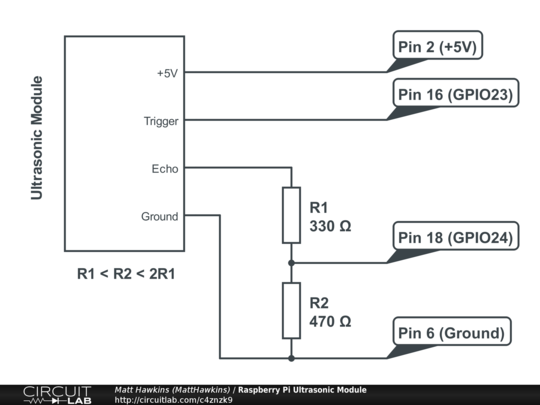 Ultrasonic Module
+5V
Pin 2 (+5V)
Trigger
Pin 16 (GPIO23)
Echo
R1
330 Ω
Ground
Pin 18 (GPIO24)
R1 < R2 < 2R1
R2
470 Ω
Pin 6 (Ground)
CIRCUIT
LAB
Matt Hawkins (MattHawkins) / Raspberry Pi Ultrasonic Module
http://circuitlab.com/c4znzk9